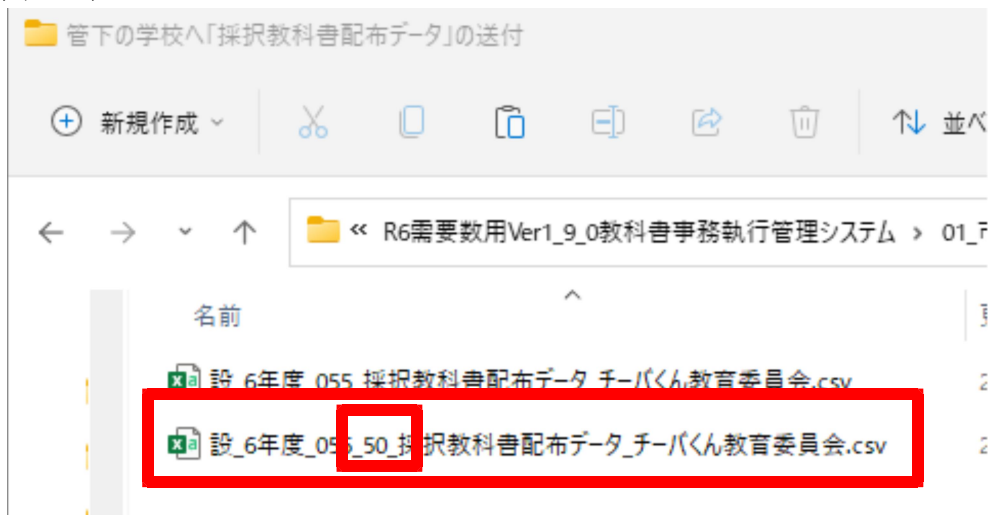 管下の学校へ「採択教科書配布データ」の送付
新規作成
並べ
« R6需要数用Ver1_9_0教科書事務執行管理システム › 01_
名前
設_6年度_055_採択教科書配布データ_チーバくん教育委員会.csv
設_6年度_055_50_採択教科書配布データ_チーバくん教育委員会.csv